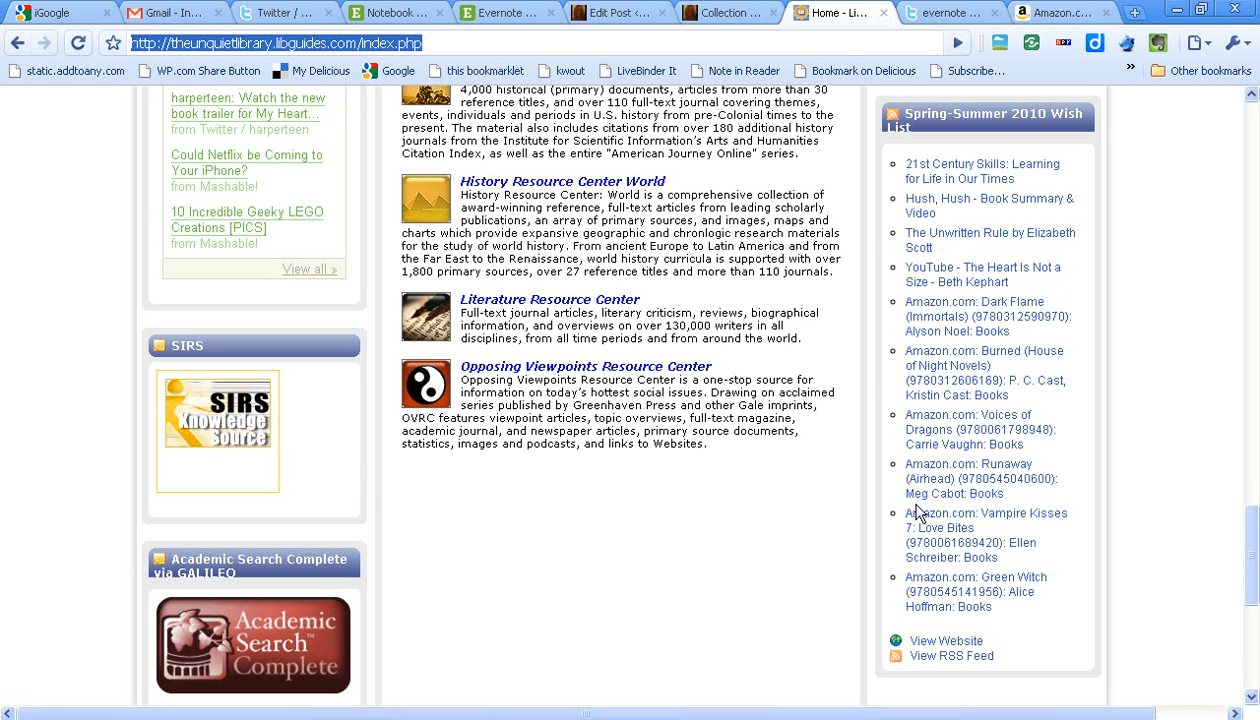 iGoogle
Gmail - In...
Twitter / ...
Notebook ...
Evernote ...
Edit Post <...
Collection ...
Home - Li...
evernote ...
Amazon.c...
http://theunquietlibrary.libguides.com/index.php
static.addtoany.com
WP.com Share Button
My Delicious
Google
this bookmarklet
kwout
LiveBinder It
Note in Reader
Bookmark on Delicious
Subscribe...
»
Other bookmarks
harperteen: Watch the new
book trailer for My Heart...
from Twitter / harperteen
Could Netflix be Coming to
Your iPhone?
from Mashable!
10 Incredible Geeky LEGO
Creations [PICS]
from Mashable!
View all »
SIRS
SIRS
Knowledge
Source
Academic Search Complete
via GALILEO
Academic
Search™
Complete
4,000 historical (primary) documents, articles from more than 30
reference titles, and over 110 full-text journal covering themes,
events, individuals and periods in U.S. history from pre-Colonial times to the
present. The material also includes citations from over 180 additional history
journals from the Institute for Scientific Information's Arts and Humanities
Citation Index, as well as the entire "American Journey Online" series.
History Resource Center World
History Resource Center: World is a comprehensive collection of
award-winning reference, full-text articles from leading scholarly
publications, an array of primary sources, and images, maps and
charts which provide expansive geographic and chronlogic research materials
for the study of world history. From ancient Europe to Latin America and from
the Far East to the Renaissance, world history curricula is supported with over
1,800 primary sources, over 27 reference titles and more than 110 journals.
Literature Resource Center
Full-text journal articles, literary criticism, reviews, biographical
information, and overviews on over 130,000 writers in all
disciplines, from all time periods and from around the world.
Opposing Viewpoints Resource Center
Opposing Viewpoints Resource Center is a one-stop source for
information on today's hottest social issues. Drawing on acclaimed
series published by Greenhaven Press and other Gale imprints,
OVRC features viewpoint articles, topic overviews, full-text magazine,
academic journal, and newspaper articles, primary source documents,
statistics, images and podcasts, and links to Websites.
Spring-Summer 2010 Wish
List
21st Century Skills: Learning
for Life in Our Times
Hush, Hush - Book Summary &
Video
The Unwritten Rule by Elizabeth
Scott
YouTube - The Heart Is Not a
Size - Beth Kephart
Amazon.com: Dark Flame
(Immortals) (9780312590970):
Alyson Noel: Books
Amazon.com: Burned (House
of Night Novels)
(9780312606169): P. C. Cast,
Kristin Cast: Books
Amazon.com: Voices of
Dragons (9780061798948):
Carrie Vaughn: Books
Amazon.com: Runaway
(Airhead) (9780545040600):
Meg Cabot: Books
Amazon.com: Vampire Kisses
7: Love Bites
(9780061689420): Ellen
Schreiber: Books
Amazon.com: Green Witch
(9780545141956): Alice
Hoffman: Books
View Website
View RSS Feed